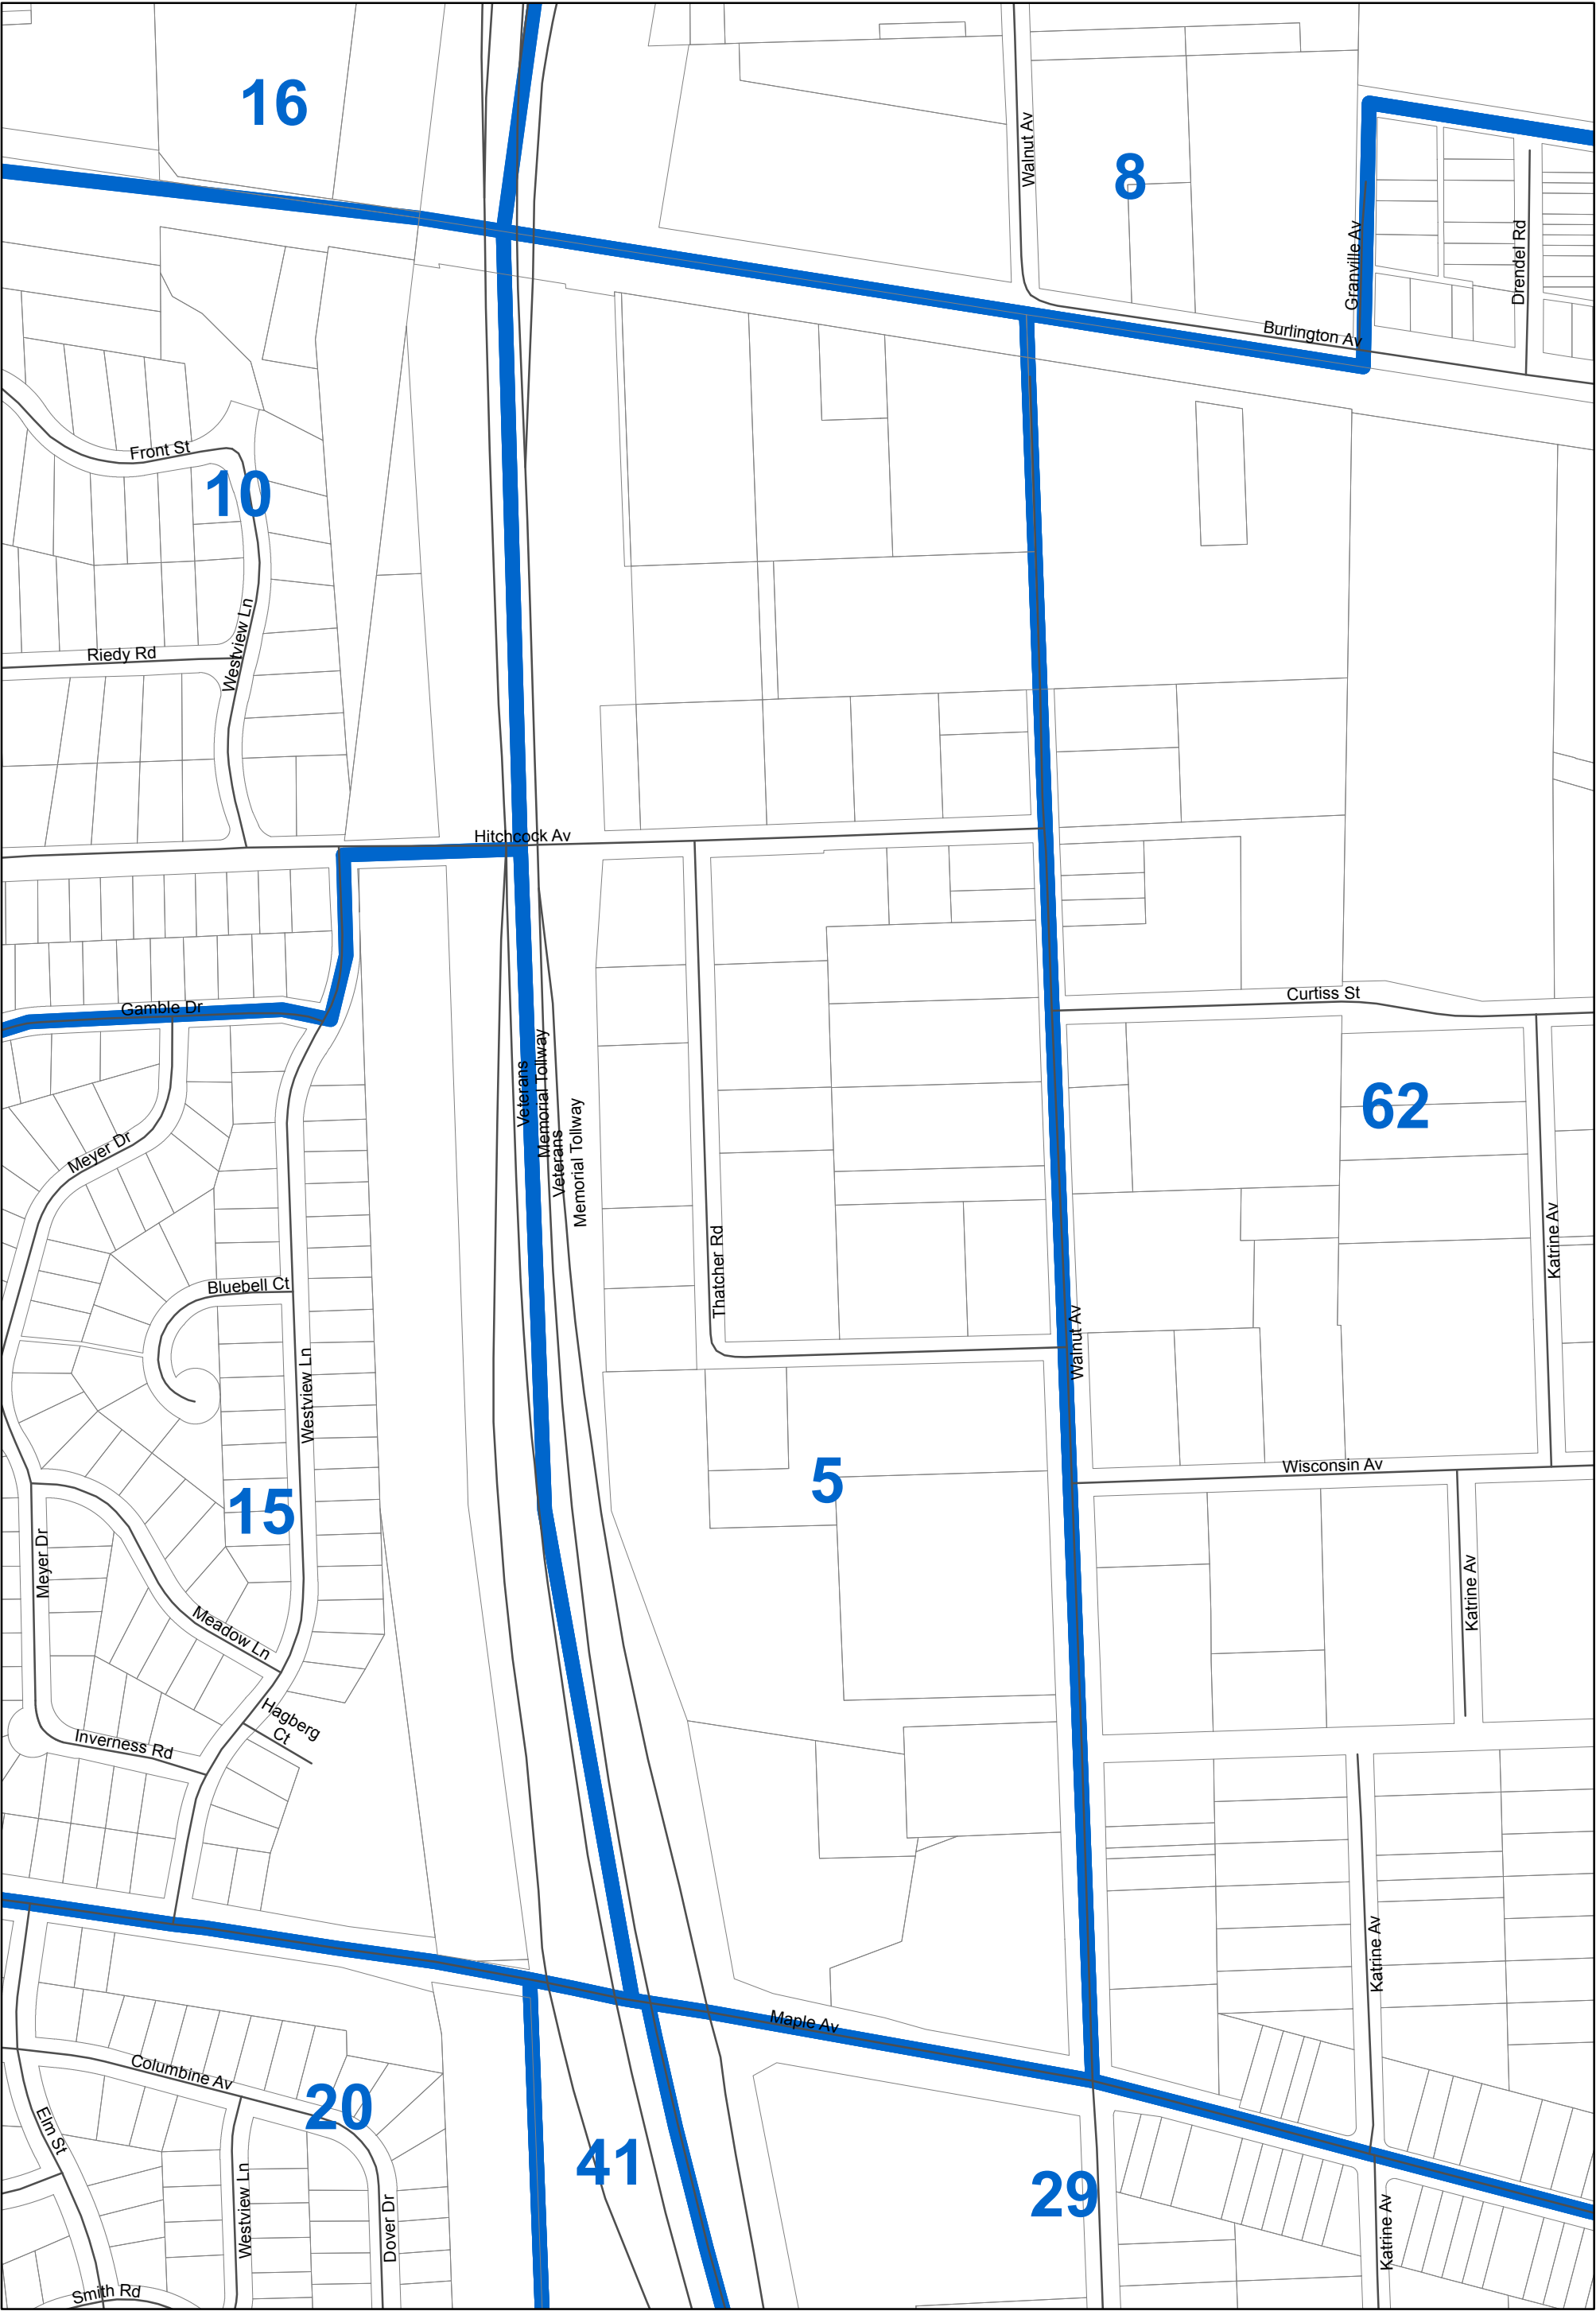 16
Walnut Av
8
Granville Av
Drendel Rd
Burlington Av
Front St
10
Westview Ln
Riedy Rd
Hitchcock Av
Gamble Dr
Curtiss St
Veterans
Memorial Tollway
Veterans
Memorial Tollway
62
Meyer Dr
Katrine Av
Thatcher Rd
Bluebell Ct
Walnut Av
Westview Ln
Wisconsin Av
5
15
Meyer Dr
Katrine Av
Meadow Ln
Hagberg
Ct
Inverness Rd
Katrine Av
Maple Av
Columbine Av
20
Elm St
41
29
Westview Ln
Dover Dr
Katrine Av
Smith Rd